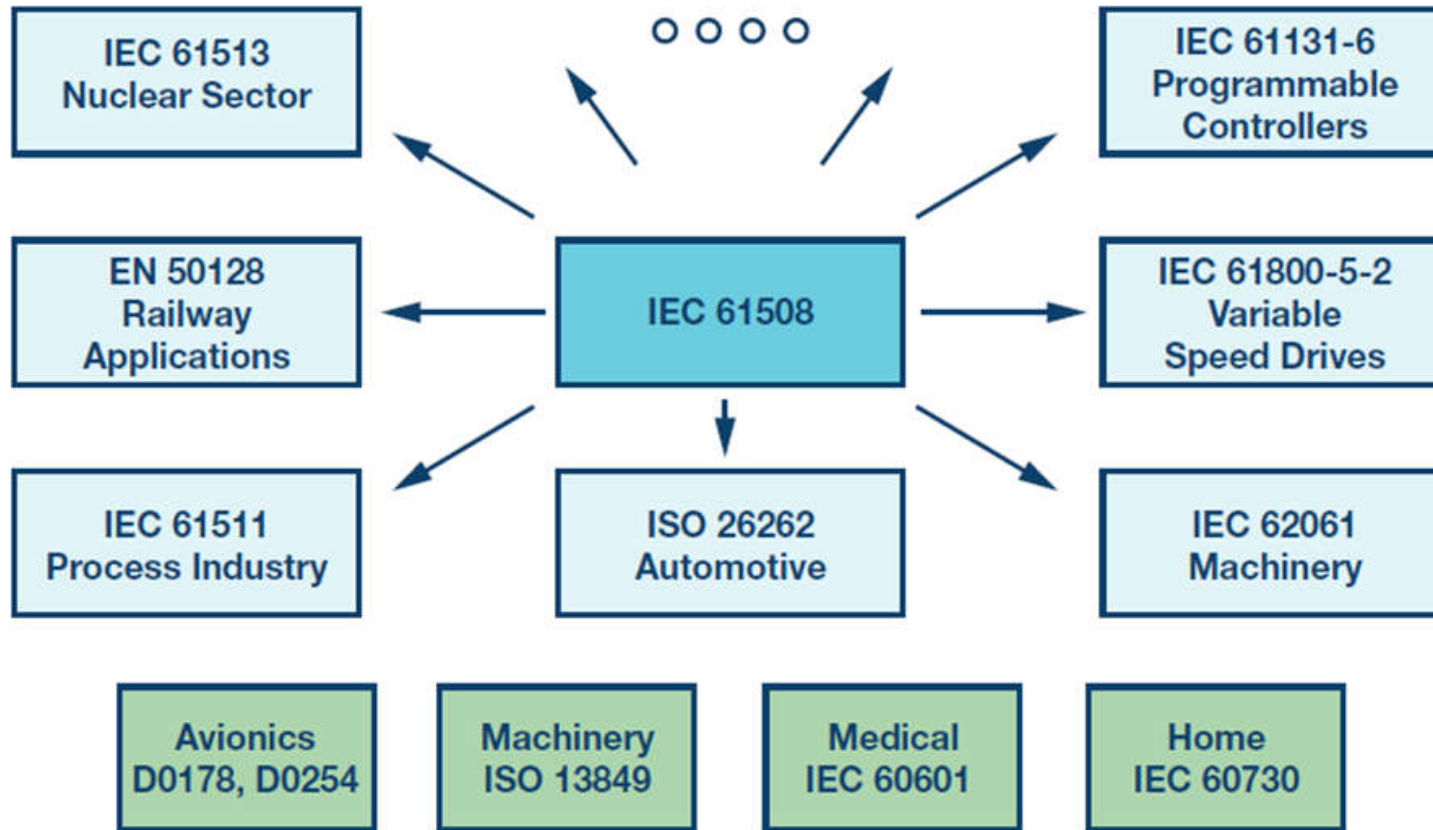 IEC 61513
Nuclear Sector
IEC 61131-6
Programmable
Controllers
EN 50128
Railway
Applications
IEC 61508
IEC 61800-5-2
Variable
Speed Drives
IEC 61511
Process Industry
ISO 26262
Automotive
IEC 62061
Machinery
Avionics
D0178, D0254
Machinery
ISO 13849
Medical
IEC 60601
Home
IEC 60730